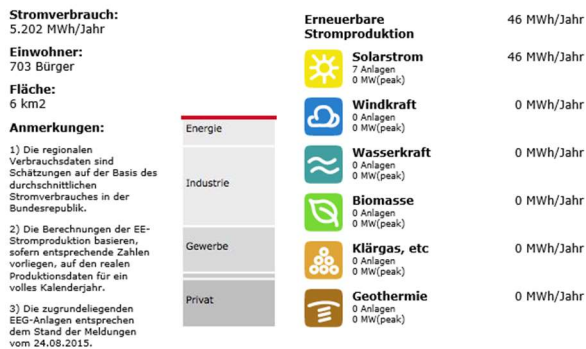 Stromverbrauch:
5.202 MWh/Jahr
Einwohner:
703 Bürger
Fläche:
6 km2
Anmerkungen:
1) Die regionalen
Verbrauchsdaten sind
Schätzungen auf der Basis des
durchschnittlichen
Stromverbrauches in der
Bundesrepublik.
2) Die Berechnungen der EE-
Stromproduktion basieren,
sofern entsprechende Zahlen
vorliegen, auf den realen
Produktionsdaten für ein
volles Kalenderjahr.
3) Die zugrundeliegenden
EEG-Anlagen entsprechen
dem Stand der Meldungen
vom 24.08.2015.
Energie
Industrie
Gewerbe
Privat
Erneuerbare 46 MWh/Jahr
Stromproduktion
Solarstrom 46 MWh/Jahr
7 Anlagen
0 MW(peak)
Windkraft 0 MWh/Jahr
0 Anlagen
0 MW(peak)
Wasserkraft 0 MWh/Jahr
0 Anlagen
0 MW(peak)
Biomasse 0 MWh/Jahr
0 Anlagen
0 MW(peak)
Klärgas, etc 0 MWh/Jahr
0 Anlagen
0 MW(peak)
Geothermie 0 MWh/Jahr
0 Anlagen
0 MW(peak)